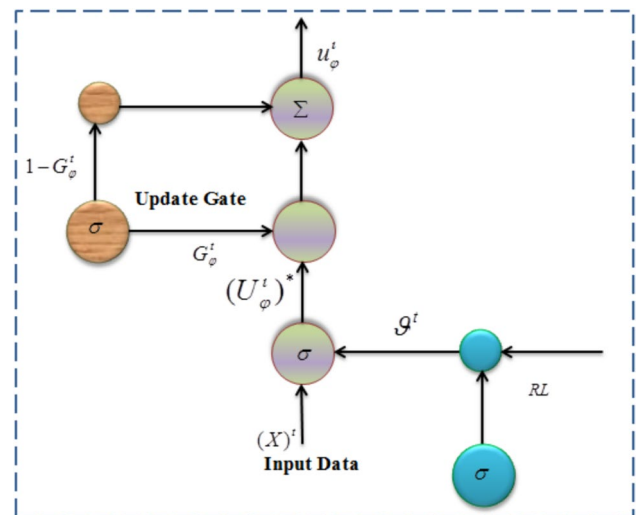 u_φ^t
Σ
1-G_φ^t
Update Gate
σ
G_φ^t
(U_φ^t)^*
ϑ^t
σ
RL
(X)^t
Input Data
σ